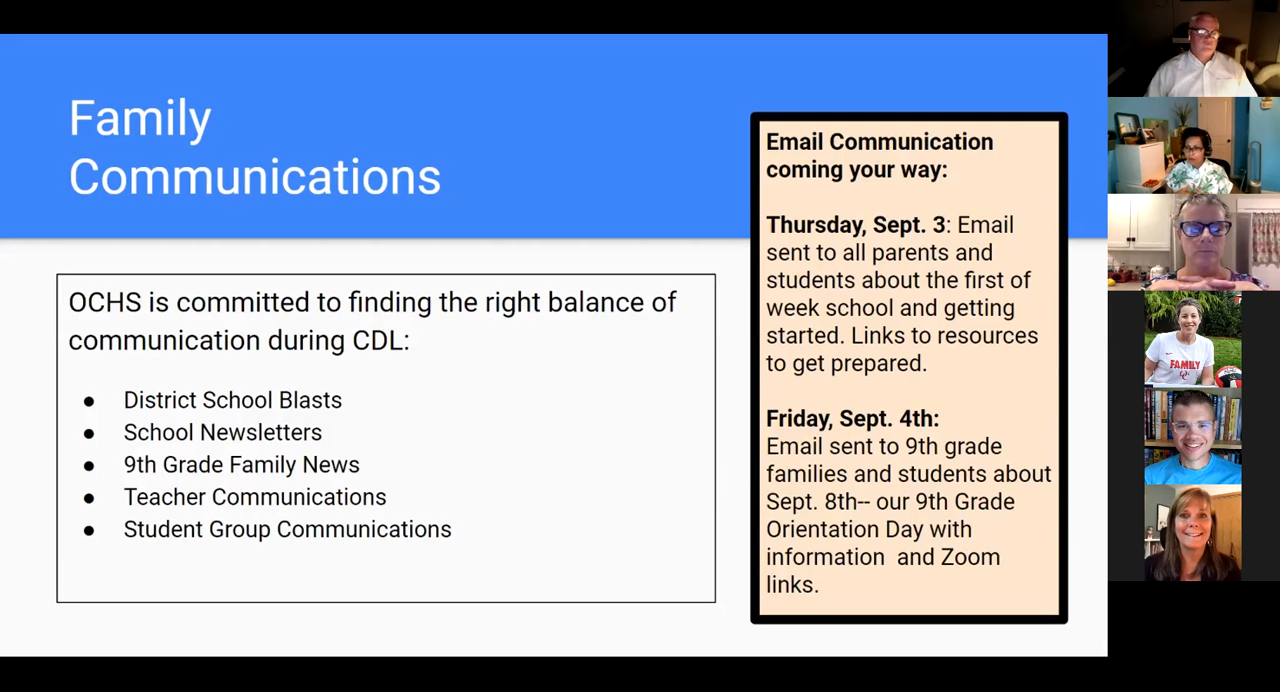 Family
Communications
OCHS is committed to finding the right balance of
communication during CDL:
● District School Blasts
● School Newsletters
● 9th Grade Family News
● Teacher Communications
● Student Group Communications
Email Communication
coming your way:
Thursday, Sept. 3: Email
sent to all parents and
students about the first of
week school and getting
started. Links to resources
to get prepared.
Friday, Sept. 4th:
Email sent to 9th grade
families and students about
Sept. 8th-- our 9th Grade
Orientation Day with
information  and Zoom
links.
FAMILY